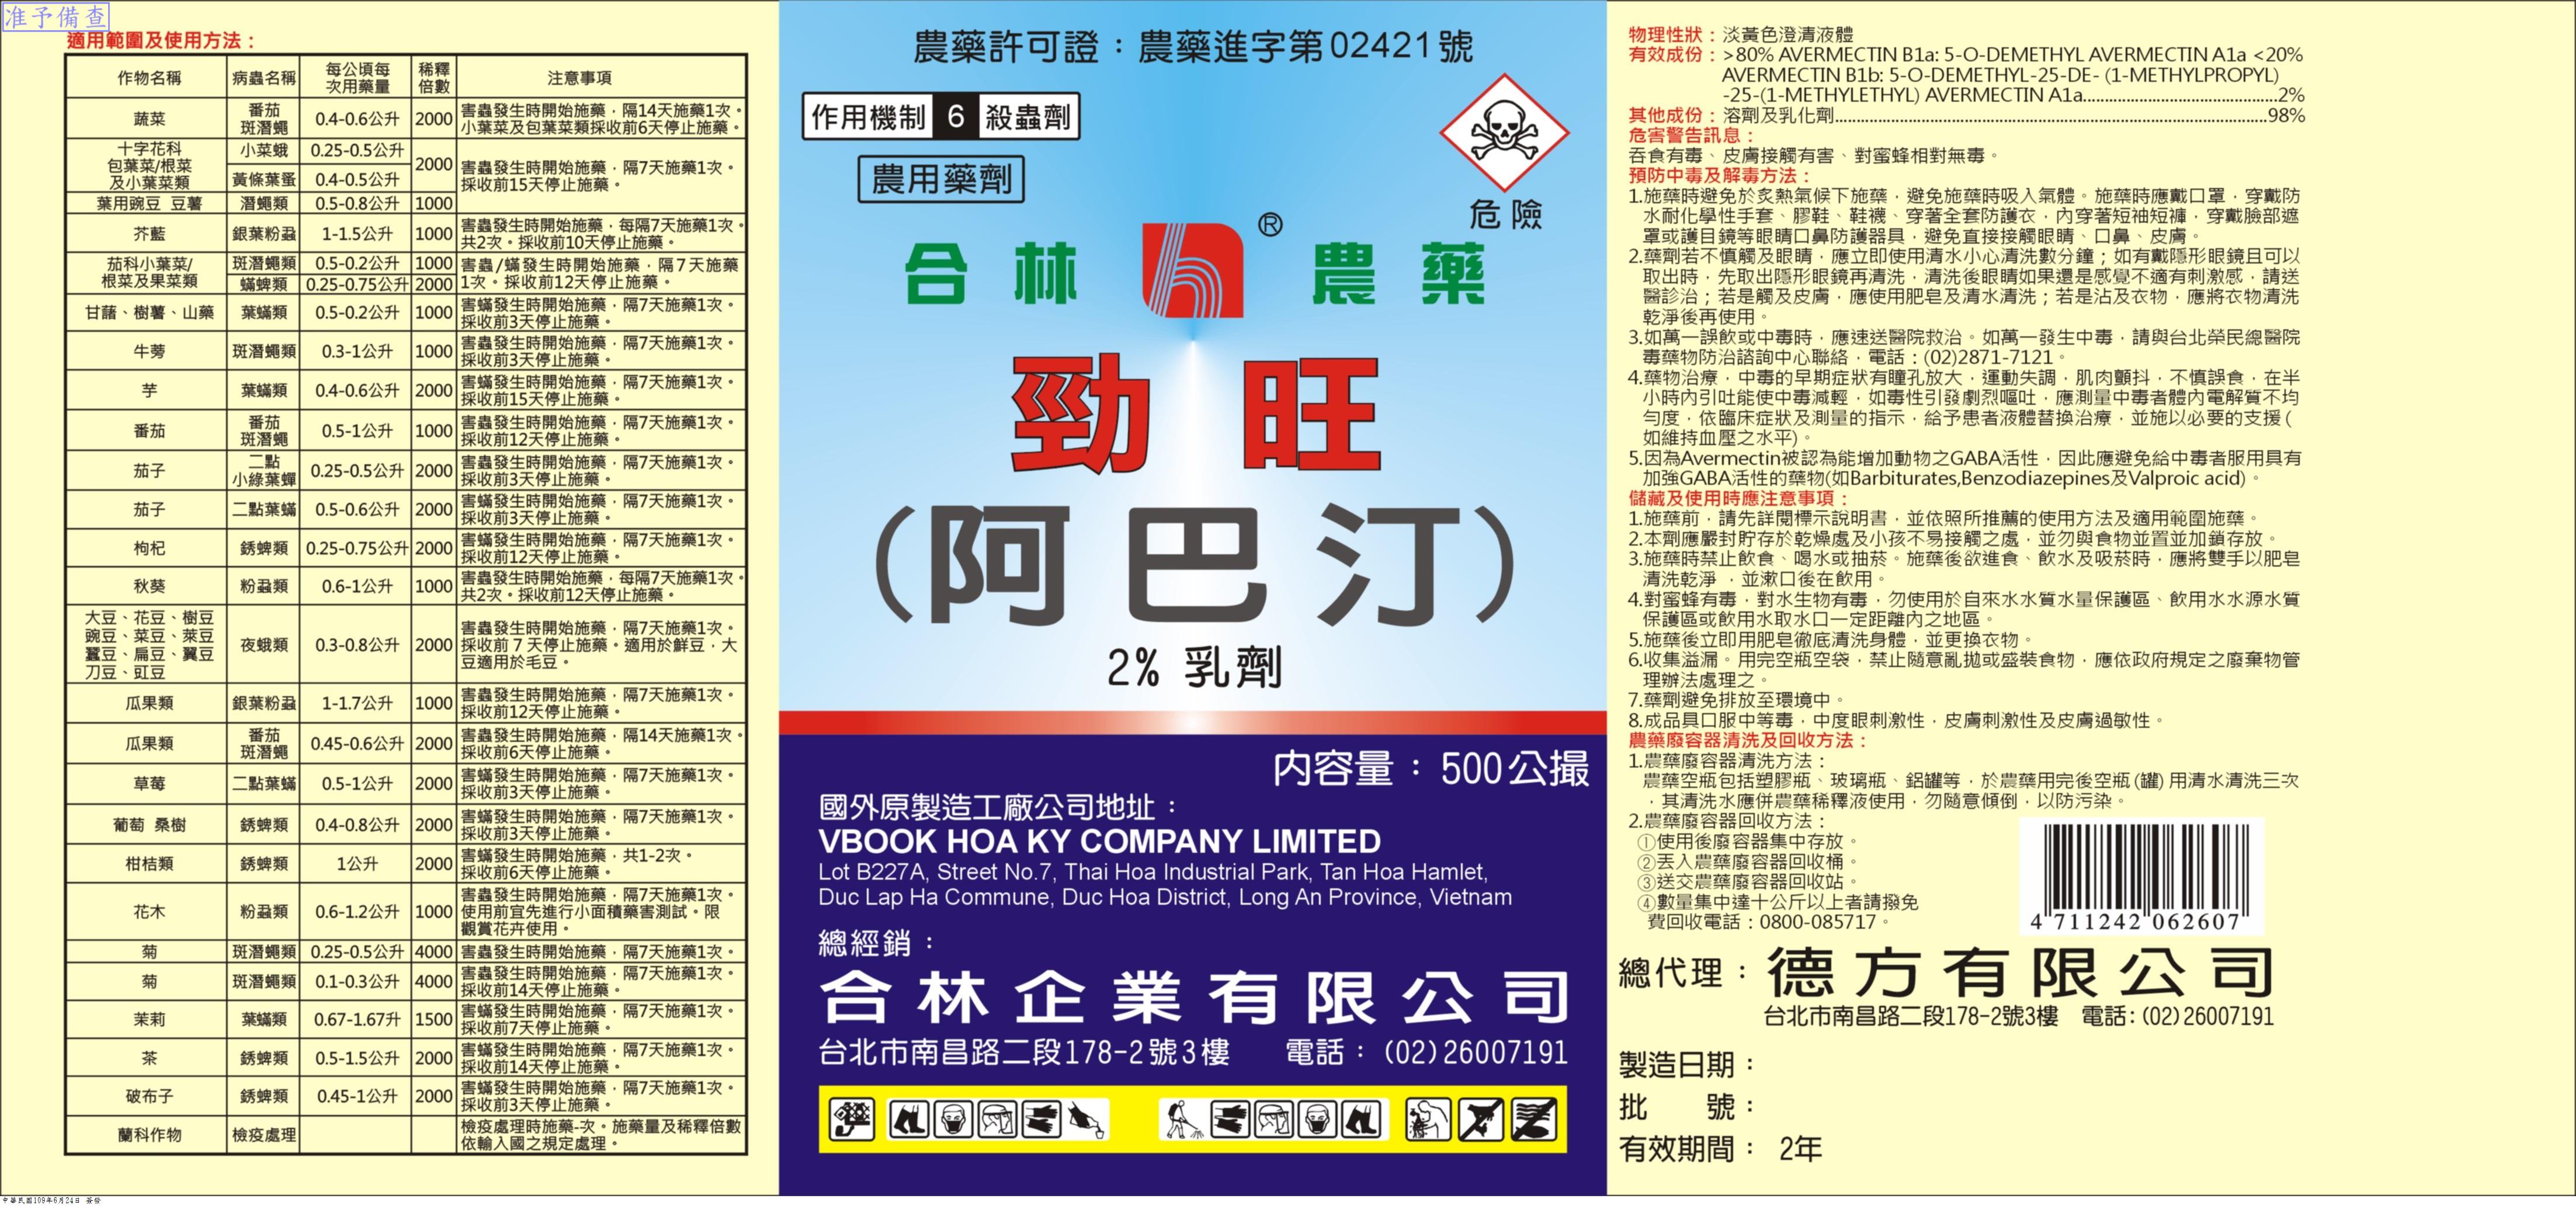 准予備查
適用範圍及使用方法：
作物名稱 病蟲名稱 每公頃每次用藥量 稀釋倍數 注意事項
蔬菜 番茄斑潛蠅 0.4-0.6公升 2000 害蟲發生時開始施藥，隔14天施藥1次。
小葉菜及包葉菜類採收前6天停止施藥。
十字花科包葉菜/根菜及小葉菜類 小菜蛾 0.25-0.5公升 2000 害蟲發生時開始施藥，隔7天施藥1次。
黃條葉蚤 0.4-0.5公升 採收前15天停止施藥。
葉用豌豆 豆薯 潛蠅類 0.5-0.8公升 1000
芥藍 銀葉粉蝨 1-1.5公升 1000 害蟲發生時開始施藥，每隔7天施藥1次。
共2次。採收前10天停止施藥。
茄科小葉菜/根菜及果菜類 斑潛蠅類 0.5-0.2公升 1000 害蟲/蟎發生時開始施藥，隔7天施藥
蟎蜱類 0.25-0.75公升 2000 1次。採收前12天停止施藥。
甘藷、樹薯、山藥 葉蟎類 0.5-0.2公升 1000 害蟎發生時開始施藥，隔7天施藥1次。
採收前3天停止施藥。
牛蒡 斑潛蠅類 0.3-1公升 1000 害蟲發生時開始施藥，隔7天施藥1次。
採收前3天停止施藥。
芋 葉蟎類 0.4-0.6公升 2000 害蟎發生時開始施藥，隔7天施藥1次。
採收前15天停止施藥。
番茄 番茄斑潛蠅 0.5-1公升 1000 害蟲發生時開始施藥，隔7天施藥1次。
採收前12天停止施藥。
茄子 二點小綠葉蟬 0.25-0.5公升 2000 害蟲發生時開始施藥，隔7天施藥1次。
採收前3天停止施藥。
茄子 二點葉蟎 0.5-0.6公升 2000 害蟎發生時開始施藥，隔7天施藥1次。
採收前3天停止施藥。
枸杞 銹蜱類 0.25-0.75公升 2000 害蟎發生時開始施藥，隔7天施藥1次。
採收前12天停止施藥。
秋葵 粉蝨類 0.6-1公升 1000 害蟲發生時開始施藥，每隔7天施藥1次。
共2次。採收前12天停止施藥。
大豆、花豆、樹豆
豌豆、菜豆、萊豆
蠶豆、扁豆、翼豆
刀豆、豇豆
夜蛾類 0.3-0.8公升 2000 害蟲發生時開始施藥，隔7天施藥1次。
採收前7天停止施藥。適用於鮮豆，大
豆適用於毛豆。
瓜果類 銀葉粉蝨 1-1.7公升 1000 害蟲發生時開始施藥，隔7天施藥1次。
採收前12天停止施藥。
瓜果類 番茄斑潛蠅 0.45-0.6公升 2000 害蟲發生時開始施藥，隔14天施藥1次。
採收前6天停止施藥。
草莓 二點葉蟎 0.5-1公升 2000 害蟎發生時開始施藥，隔7天施藥1次。
採收前3天停止施藥。
葡萄 桑樹 銹蜱類 0.4-0.8公升 2000 害蟎發生時開始施藥，隔7天施藥1次。
採收前3天停止施藥。
柑桔類 銹蜱類 1公升 2000 害蟎發生時開始施藥，共1-2次。
採收前6天停止施藥。
花木 粉蝨類 0.6-1.2公升 1000 害蟲發生時開始施藥，隔7天施藥1次。
使用前宜先進行小面積藥害測試。限
觀賞花卉使用。
菊 斑潛蠅類 0.25-0.5公升 4000 害蟲發生時開始施藥，隔7天施藥1次。
菊 斑潛蠅類 0.1-0.3公升 4000 害蟲發生時開始施藥，隔7天施藥1次。
採收前14天停止施藥。
茉莉 葉蟎類 0.67-1.67升 1500 害蟎發生時開始施藥，隔7天施藥1次。
採收前7天停止施藥。
茶 銹蜱類 0.5-1.5公升 2000 害蟎發生時開始施藥，隔7天施藥1次。
採收前14天停止施藥。
破布子 銹蜱類 0.45-1公升 2000 害蟎發生時開始施藥，隔7天施藥1次。
採收前3天停止施藥。
蘭科作物 檢疫處理 檢疫處理時施藥-次。施藥量及稀釋倍數
依輸入國之規定處理。
中華民國109年6月24日 簽發
農藥許可證：農藥進字第02421號
作用機制 6 殺蟲劑
農用藥劑
危險
合林 ® 農藥
勁旺
(阿巴汀)
2% 乳劑
內容量：500公撮
國外原製造工廠公司地址：
VBOOK HOA KY COMPANY LIMITED
Lot B227A, Street No.7, Thai Hoa Industrial Park, Tan Hoa Hamlet,
Duc Lap Ha Commune, Duc Hoa District, Long An Province, Vietnam
總經銷：
合林企業有限公司
台北市南昌路二段178-2號3樓 電話：(02)26007191
物理性狀：淡黃色澄清液體
有效成份：>80% AVERMECTIN B1a: 5-O-DEMETHYL AVERMECTIN A1a <20%
AVERMECTIN B1b: 5-O-DEMETHYL-25-DE- (1-METHYLPROPYL)
-25-(1-METHYLETHYL) AVERMECTIN A1a........................................2%
其他成份：溶劑及乳化劑........................................98%
危害警告訊息：
吞食有毒、皮膚接觸有害、對蜜蜂相對無毒。
預防中毒及解毒方法：
1.施藥時避免於炙熱氣候下施藥，避免施藥時吸入氣體。施藥時應戴口罩，穿戴防
水耐化學性手套、膠鞋、鞋襪、穿著全套防護衣，內穿著短袖短褲，穿戴臉部遮
罩或護目鏡等眼睛口鼻防護器具，避免直接接觸眼睛、口鼻、皮膚。
2.藥劑若不慎觸及眼睛，應立即使用清水小心清洗數分鐘；如有戴隱形眼鏡且可以
取出時，先取出隱形眼鏡再清洗，清洗後眼睛如果還是感覺不適有刺激感，請送
醫診治；若是觸及皮膚，應使用肥皂及清水清洗；若是沾及衣物，應將衣物清洗
乾淨後再使用。
3.如萬一誤飲或中毒時，應速送醫院救治。如萬一發生中毒，請與台北榮民總醫院
毒藥物防治諮詢中心聯絡，電話：(02)2871-7121。
4.藥物治療，中毒的早期症狀有瞳孔放大，運動失調，肌肉顫抖，不慎誤食，在半
小時內引吐能使中毒減輕，如毒性引發劇烈嘔吐，應測量中毒者體內電解質不均
勻度，依臨床症狀及測量的指示，給予患者液體替換治療，並施以必要的支援(
如維持血壓之水平)。
5.因為Avermectin被認為能增加動物之GABA活性，因此應避免給中毒者服用具有
加強GABA活性的藥物(如Barbiturates,Benzodiazepines及Valproic acid)。
儲藏及使用時應注意事項：
1.施藥前，請先詳閱標示說明書，並依照所推薦的使用方法及適用範圍施藥。
2.本劑應嚴封貯存於乾燥處及小孩不易接觸之處，並勿與食物並置並加鎖存放。
3.施藥時禁止飲食、喝水或抽菸。施藥後欲進食、飲水及吸菸時，應將雙手以肥皂
清洗乾淨，並漱口後在飲用。
4.對蜜蜂有毒，對水生物有毒，勿使用於自來水水質水量保護區、飲用水水源水質
保護區或飲用水取水口一定距離內之地區。
5.施藥後立即用肥皂徹底清洗身體，並更換衣物。
6.收集溢漏。用完空瓶空袋，禁止隨意亂拋或盛裝食物，應依政府規定之廢棄物管
理辦法處理之。
7.藥劑避免排放至環境中。
8.成品具口服中等毒，中度眼刺激性，皮膚刺激性及皮膚過敏性。
農藥廢容器清洗及回收方法：
1.農藥廢容器清洗方法：
農藥空瓶包括塑膠瓶、玻璃瓶、鋁罐等，於農藥用完後空瓶(罐)用清水清洗三次
，其清洗水應併農藥稀釋液使用，勿隨意傾倒，以防污染。
2.農藥廢容器回收方法：
①使用後廢容器集中存放。
②丟入農藥廢容器回收桶。
③送交農藥廢容器回收站。
④數量集中達十公斤以上者請撥免
費回收電話：0800-085717。
4 711242 062607
總代理：德方有限公司
台北市南昌路二段178-2號3樓 電話：(02)26007191
製造日期：
批 號：
有效期間：2年